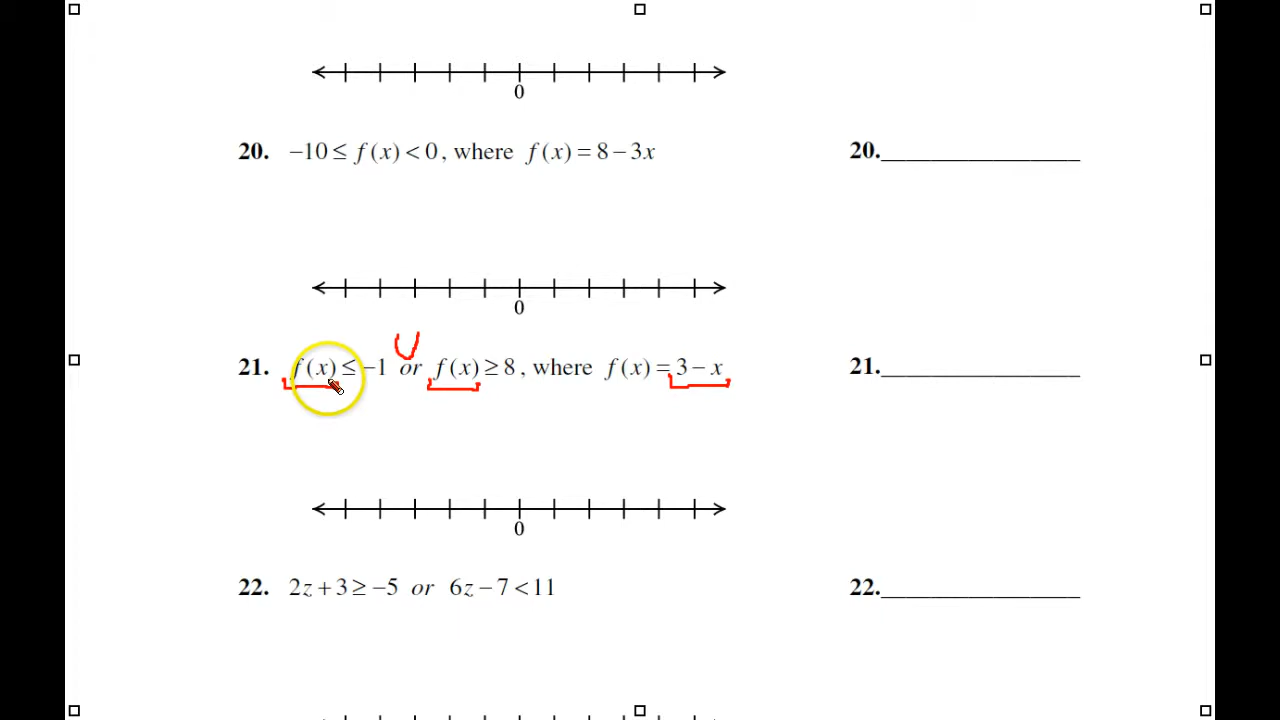 0
20. −10 ≤ f(x) < 0, where f(x) = 8 − 3x 20.
0
21. f(x) ≤ −1 or f(x) ≥ 8, where f(x) = 3 − x 21.
0
22. 2z + 3 ≥ −5 or 6z − 7 < 11 22.